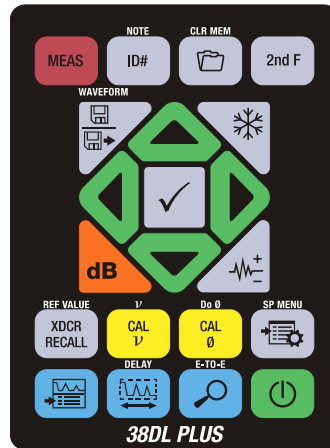 NOTE CLR MEM
MEAS ID# 2nd F
WAVEFORM
dB
REF VALUE ν Do Ø SP MENU
XDCR RECALL CAL ν CAL Ø
DELAY E-TO-E
38DL PLUS